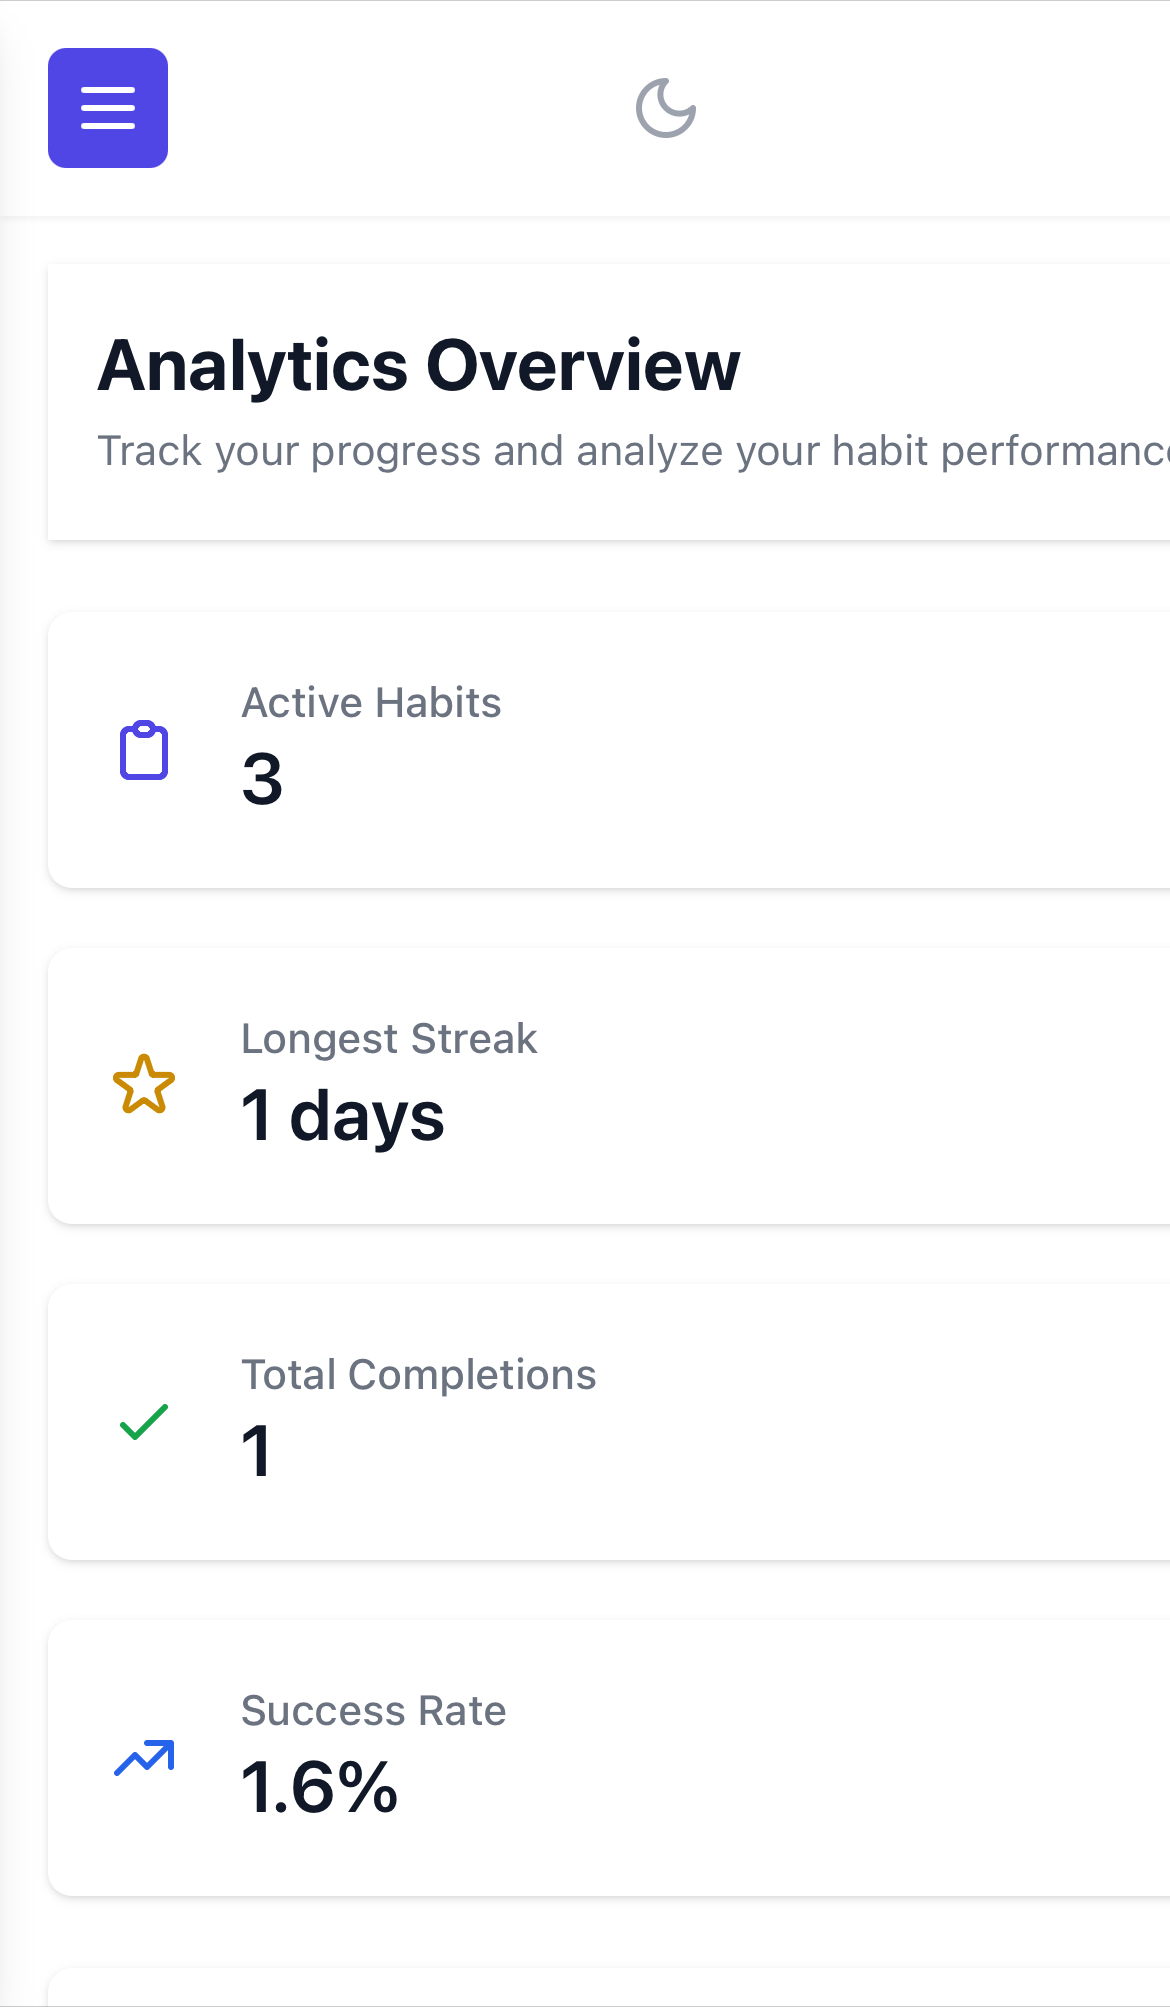 Analytics Overview
Track your progress and analyze your habit performanc
Active Habits
3
Longest Streak
1 days
Total Completions
1
Success Rate
1.6%